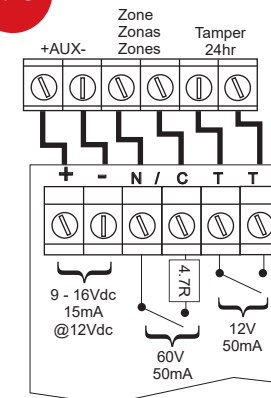 Zone
Zonas
Zones
+AUX-
Tamper
24hr
+ - N / C T T
4.7R
9 - 16Vdc
15mA
@12Vdc
60V
50mA
12V
50mA